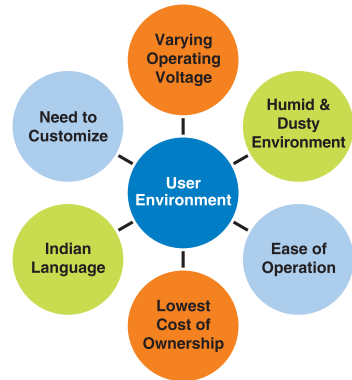 Varying
Operating
Voltage
Need to
Customize
Humid &
Dusty
Environment
User
Environment
Indian
Language
Ease of
Operation
Lowest
Cost of
Ownership